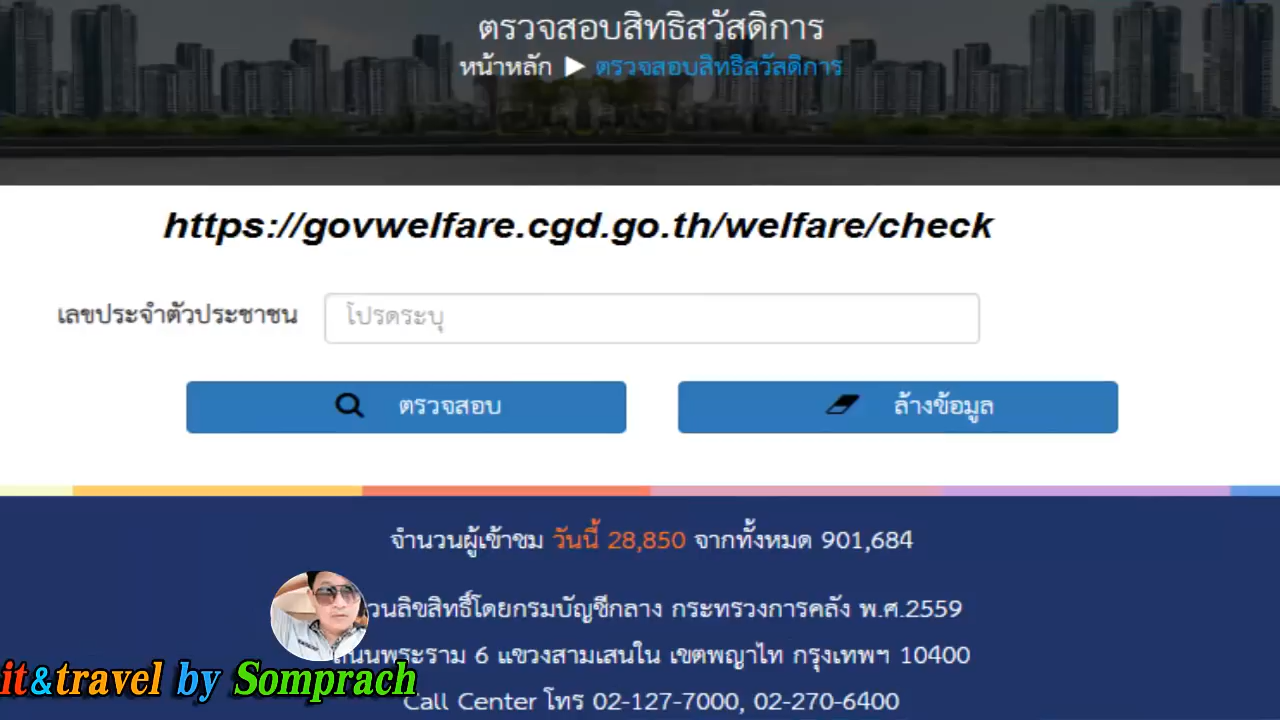 ตรวจสอบสิทธิสวัสดิการ
หน้าหลัก ▶ ตรวจสอบสิทธิสวัสดิการ
https://govwelfare.cgd.go.th/welfare/check
เลขประจำตัวประชาชน โปรดระบุ
ตรวจสอบ ล้างข้อมูล
จำนวนผู้เข้าชม วันนี้ 28,850 จากทั้งหมด 901,684
วนลิขสิทธิ์โดยกรมบัญชีกลาง กระทรวงการคลัง พ.ศ.2559
ถนนพระราม 6 แขวงสามเสนใน เขตพญาไท กรุงเทพฯ 10400
it&travel by Somprach
Call Center โทร 02-127-7000, 02-270-6400